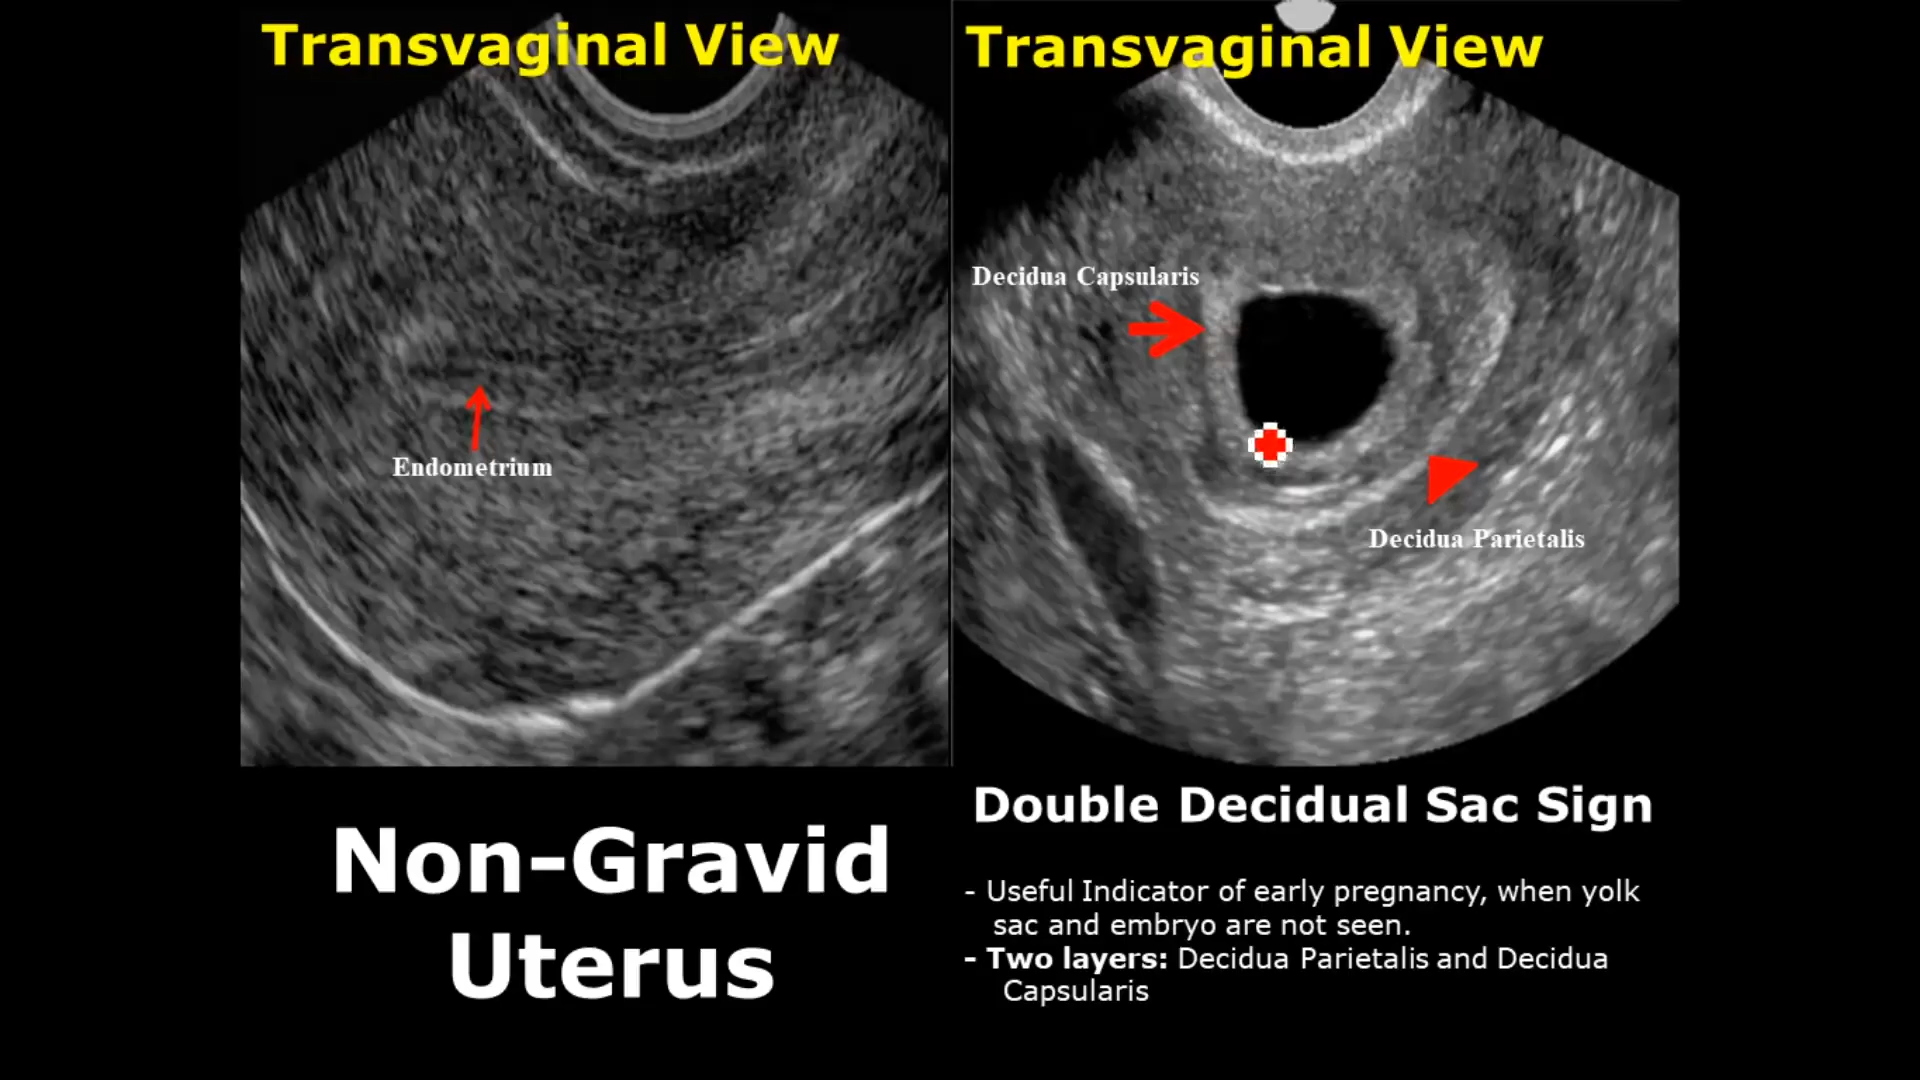 Transvaginal View
Endometrium
Non-Gravid
Uterus
Transvaginal View
Decidua Capsularis
Decidua Parietalis
Double Decidual Sac Sign
- Useful Indicator of early pregnancy, when yolk
sac and embryo are not seen.
- Two layers: Decidua Parietalis and Decidua
Capsularis